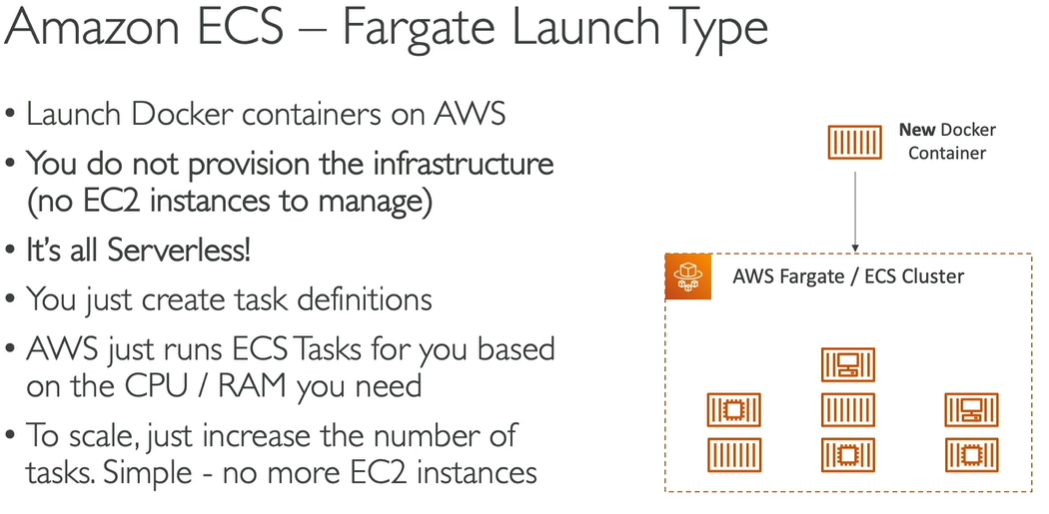 Amazon ECS – Fargate Launch Type
• Launch Docker containers on AWS
• You do not provision the infrastructure
(no EC2 instances to manage)
• It's all Serverless!
• You just create task definitions
• AWS just runs ECS Tasks for you based
on the CPU / RAM you need
• To scale, just increase the number of
tasks. Simple - no more EC2 instances
New Docker
Container
AWS Fargate / ECS Cluster